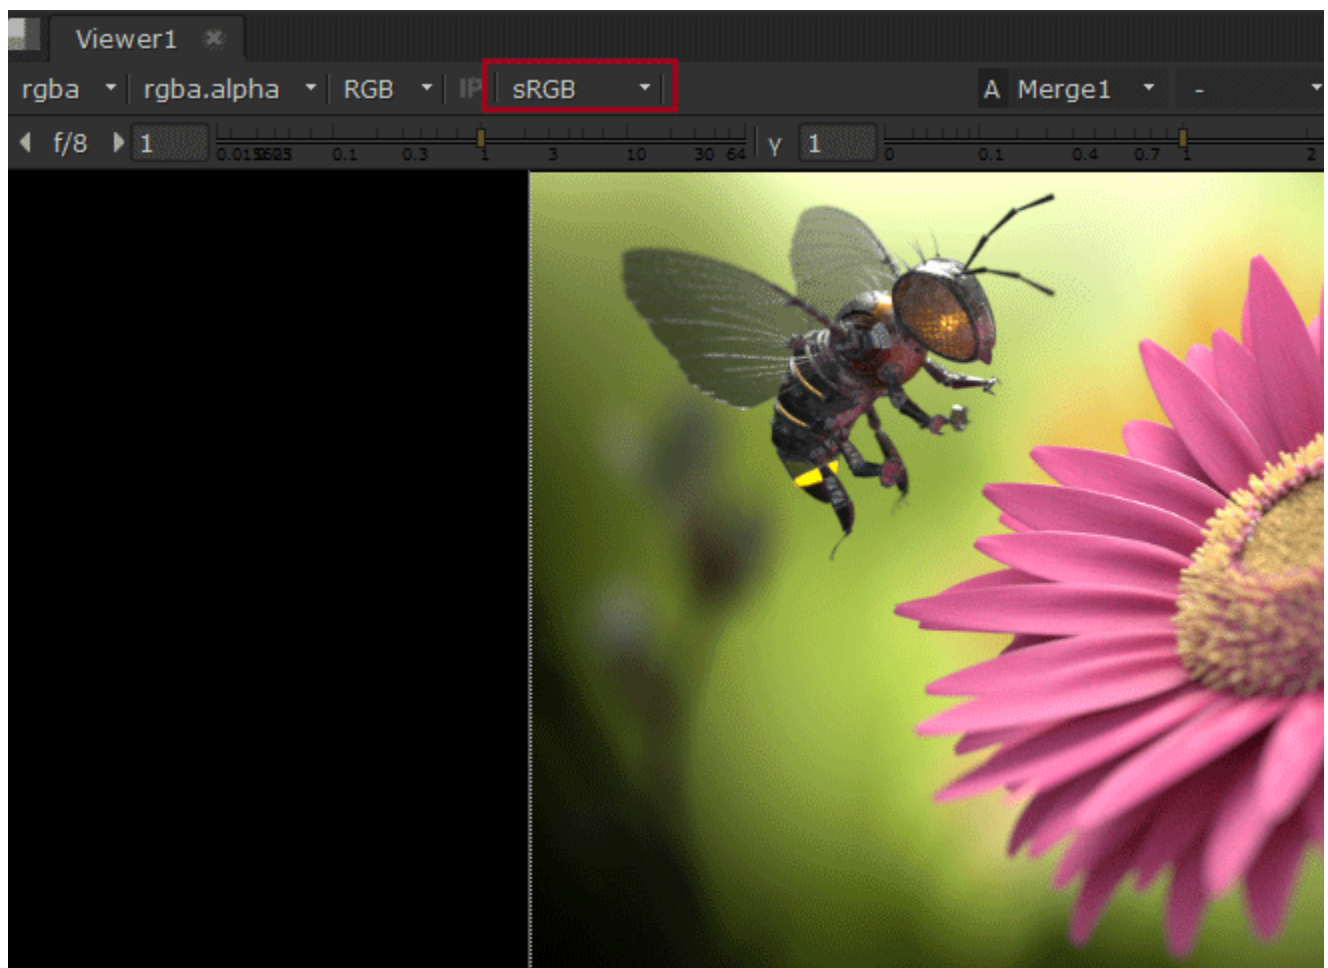 Viewer1
rgba rgba.alpha RGB IP sRGB A Merge1 -
f/8 1 0.1 0.3 1 3 10 30 64 γ 1 0 0.1 0.4 0.7 1 2